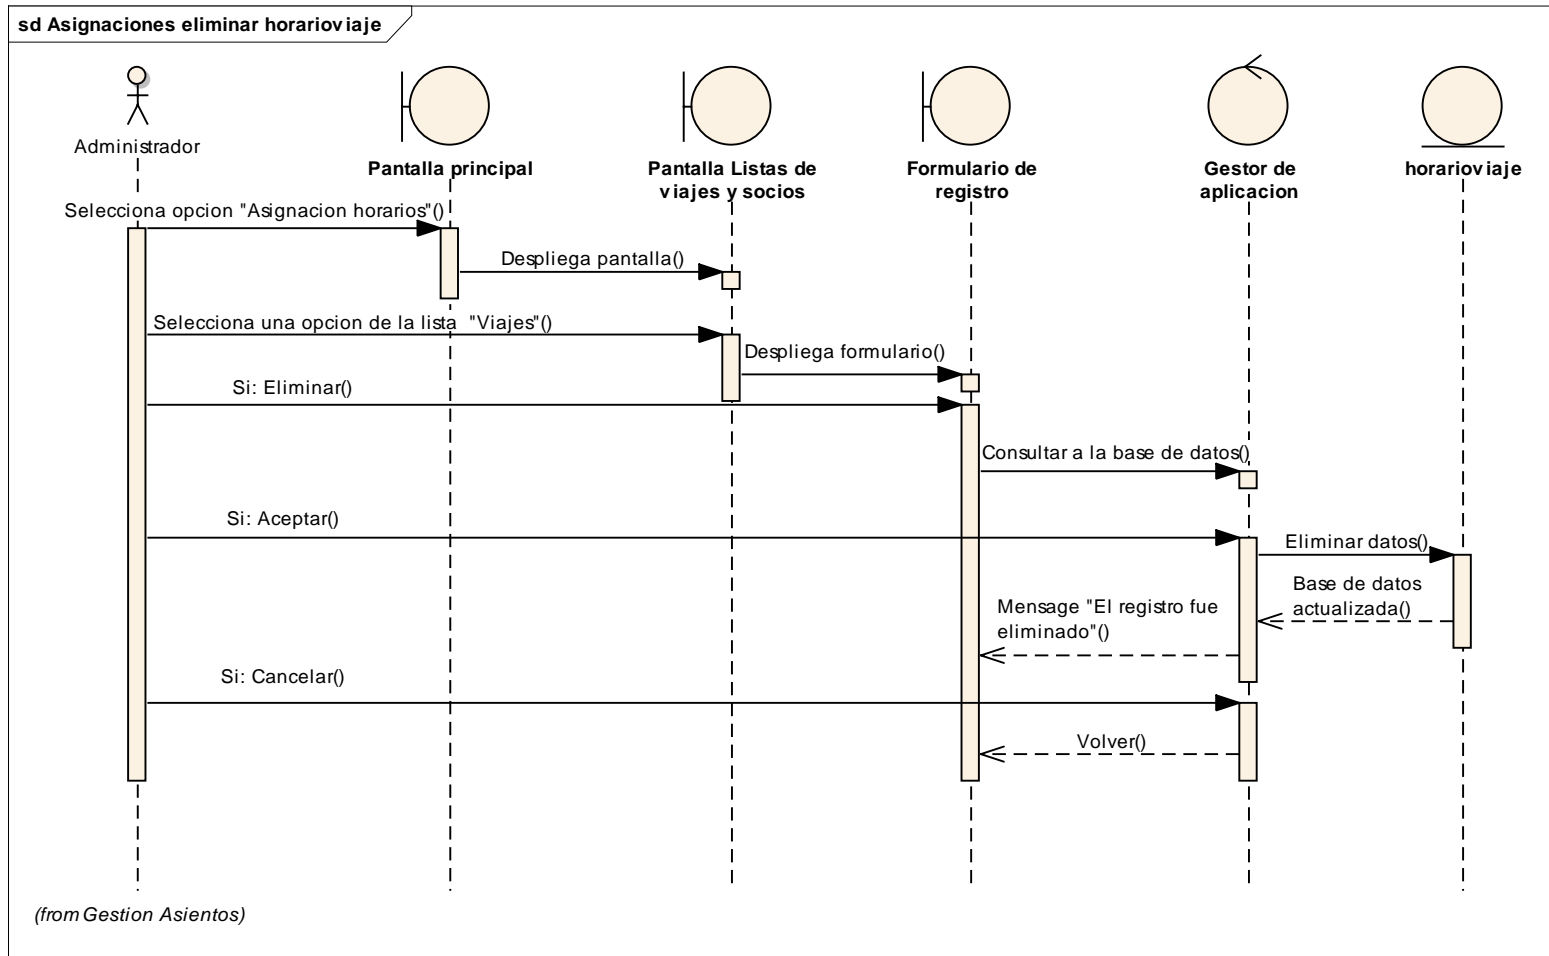 sd Asignaciones eliminar horarioviaje
Administrador
Pantalla principal
Pantalla Listas de
viajes y socios
Formulario de
registro
Gestor de
aplicacion
horarioviaje
Selecciona opcion "Asignacion horarios"()
Despliega pantalla()
Selecciona una opcion de la lista "Viajes"()
Despliega formulario()
Si: Eliminar()
Consultar a la base de datos()
Si: Aceptar()
Eliminar datos()
Base de datos
actualizada()
Mensage "El registro fue
eliminado"()
Si: Cancelar()
Volver()
(from Gestion Asientos)